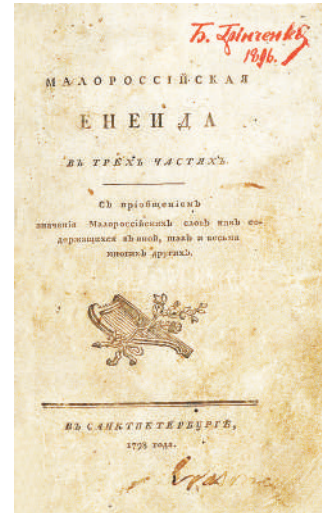 Б. Грінченко
1896.
МАЛОРОССІЙСКАЯ
ЕНЕИДА
ВЪ ТРЕХЪ ЧАСТЯХЪ.
Съ пріобщеніемъ
значенія Малороссійскихъ словъ какъ со-
держащихся въ оной, такъ и весьма
многихъ другихъ.
ВЪ САНКТПЕТЕРБУРГѢ,
1798 года.